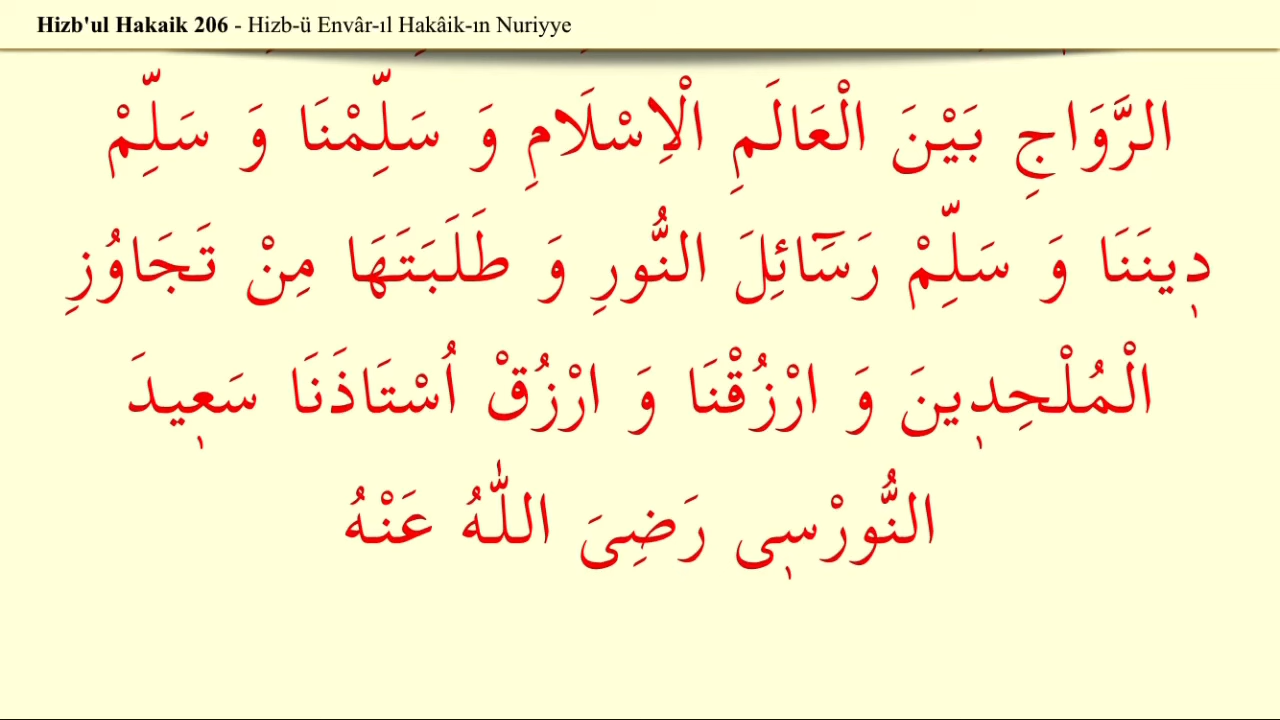 Hizb'ul Hakaik 206 - Hizb-ü Envâr-ıl Hakâik-ın Nuriyye
الرَّوَاجِ بَيْنَ الْعَالَمِ الْاِسْلَامِ وَ سَلِّمْنَا وَ سَلِّمْ
دٖينَنَا وَ سَلِّمْ رَسَٓائِلَ النُّورِ وَ طَلَبَتَهَا مِنْ تَجَاوُزِ
الْمُلْحِدٖينَ وَ ارْزُقْنَا وَ ارْزُقْ اُسْتَاذَنَا سَعٖيدَ
النُّورْسٖى رَضِىَ اللّٰهُ عَنْهُ